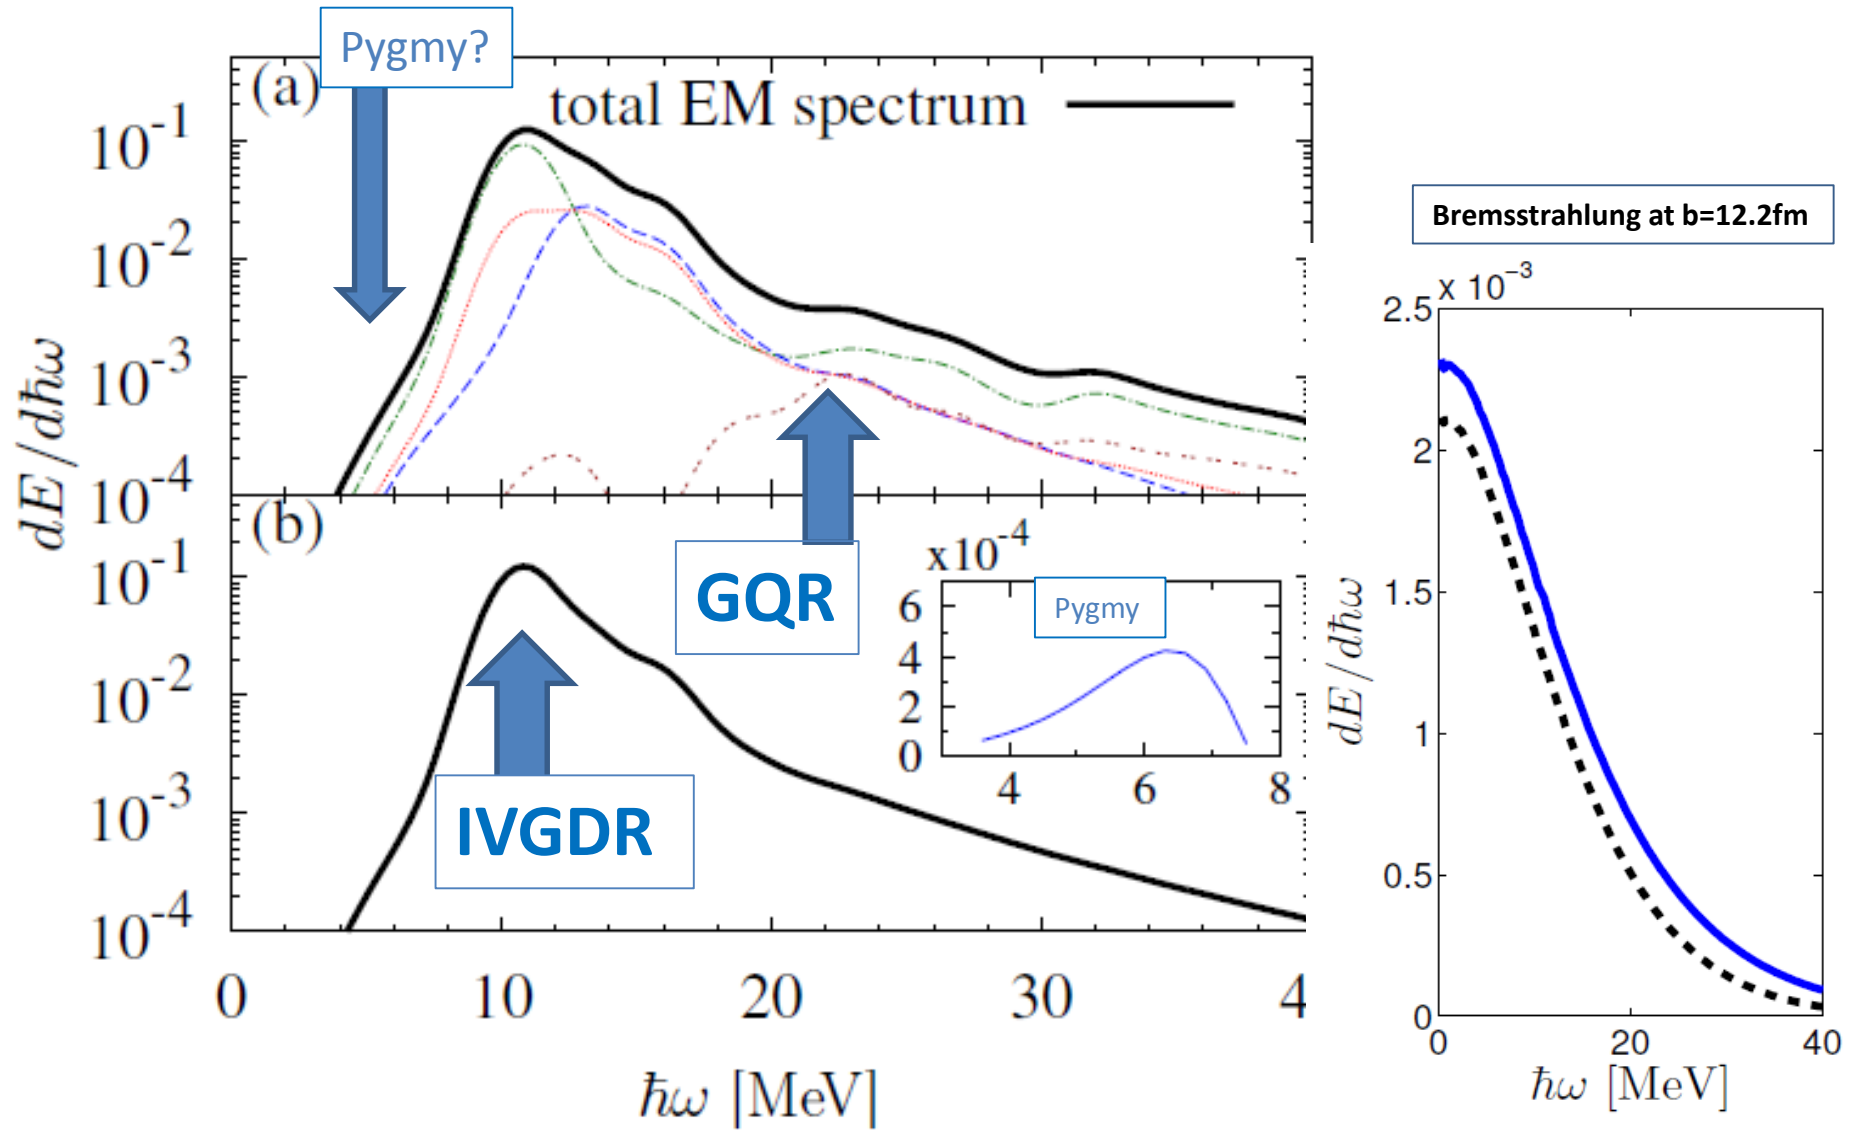 Pygmy?
(a)
total EM spectrum
10^-1
10^-2
10^-3
10^-4
dE/dħω
(b)
10^-1
10^-2
10^-3
10^-4
GQR
IVGDR
x10^-4
Pygmy
6
4
2
0
4 6 8
0 10 20 30 4
ħω [MeV]
Bremsstrahlung at b=12.2fm
x 10^−3
2.5
2
1.5
1
0.5
0
dE/dħω
0 20 40
ħω [MeV]